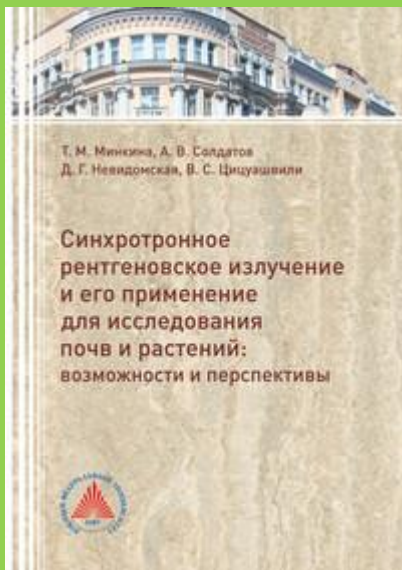 Т. М. Минкина, А. В. Солдатов
Д. Г. Невидомская, В. С. Цицуашвили
Синхротронное
рентгеновское излучение
и его применение
для исследования
почв и растений:
возможности и перспективы